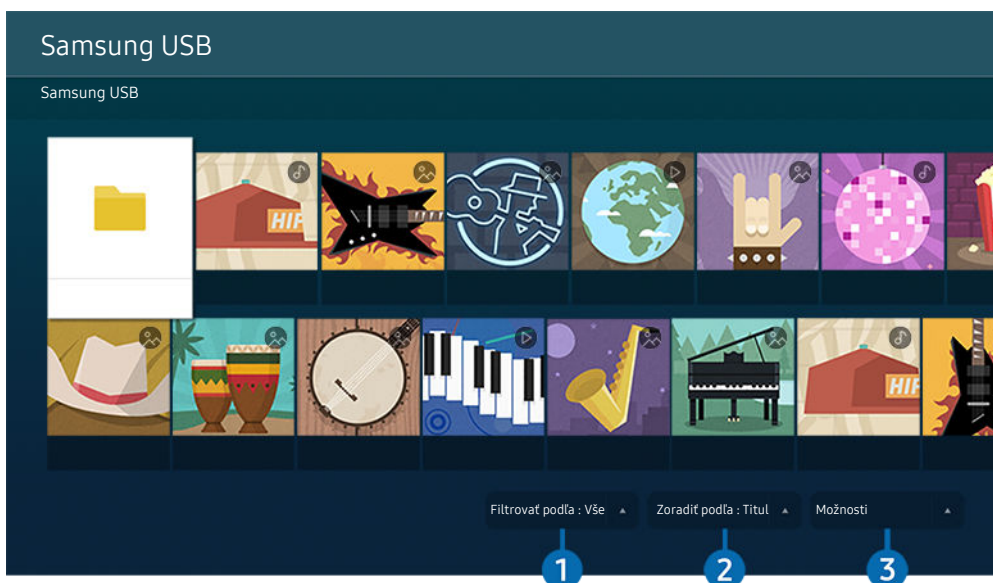 Samsung USB
Samsung USB
HIP
HIP
Filtrovať podľa : Vše
Zoradiť podľa : Titul
Možnosti
1
2
3